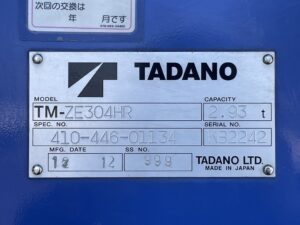 次回の交換は
年 月です
TADANO
MODEL CAPACITY
TM-ZE304HR 2.93 t
SPEC. NO. SERIAL NO.
410-446-01134
MFG. DATE SS NO.
12 12 999 TADANO LTD.
MADE IN JAPAN